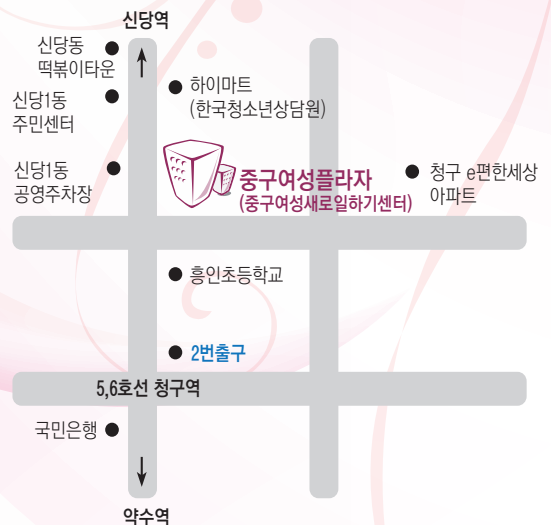 신당역
신당동
떡볶이타운
하이마트
(한국청소년상담원)
신당1동
주민센터
신당1동
공영주차장
중구여성플라자
(중구여성새로일하기센터)
청구 e편한세상
아파트
흥인초등학교
2번출구
5,6호선 청구역
국민은행
약수역